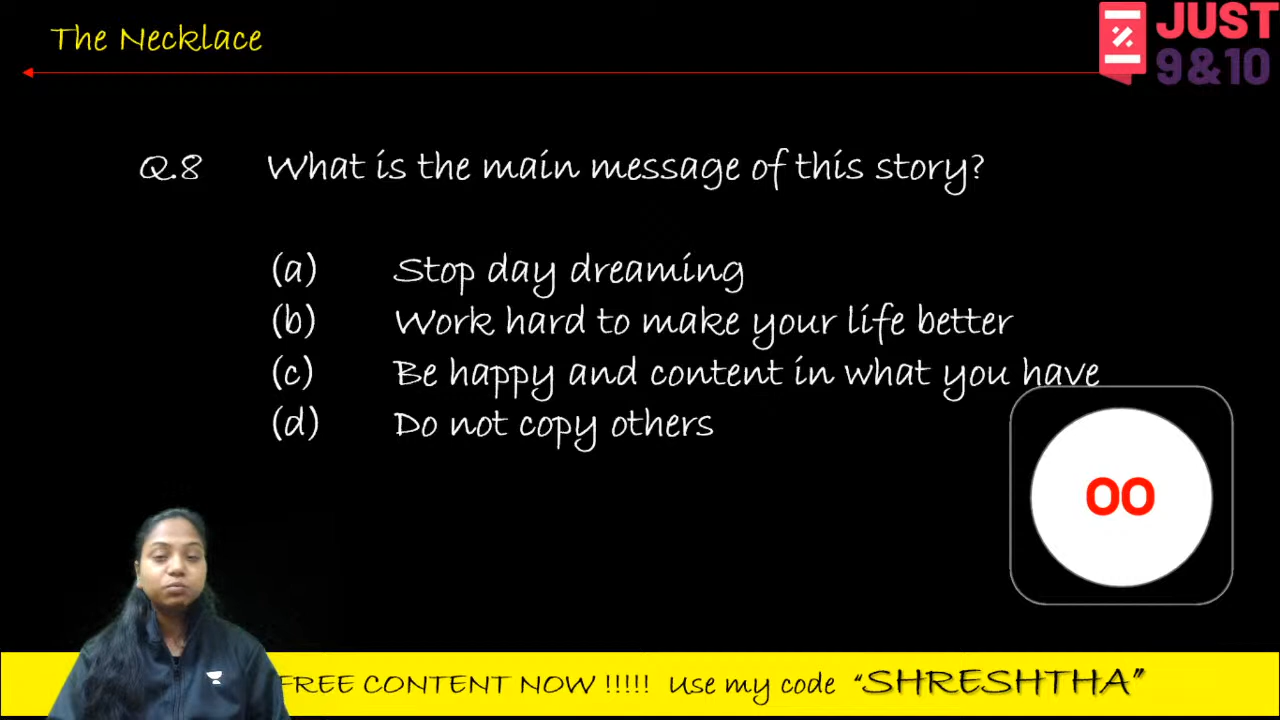 The Necklace
JUST
9&10
Q.8 What is the main message of this story?
(a) Stop day dreaming
(b) Work hard to make your life better
(c) Be happy and content in what you have
(d) Do not copy others
00
FREE CONTENT NOW !!!!! Use my code "SHRESHTHA"